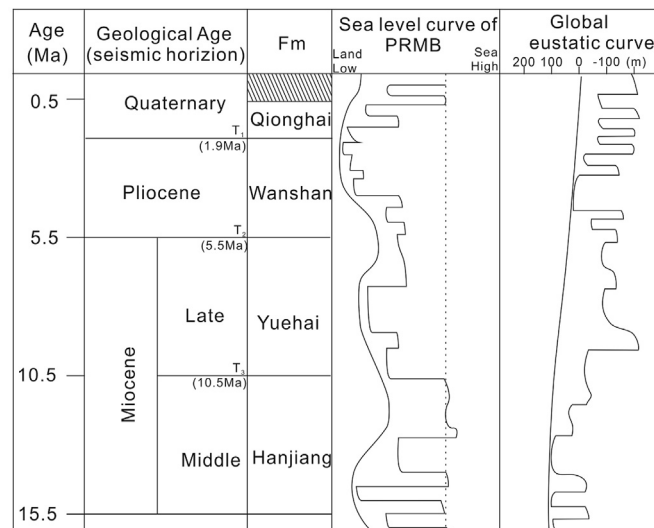 Age
(Ma)
Geological Age
(seismic horizion)
Fm
Sea level curve of
PRMB
Land
Low
Sea
High
Global
eustatic curve
200 100 0 -100 (m)
0.5
Quaternary
Qionghai
T1
(1.9Ma)
Pliocene
Wanshan
T2
5.5
(5.5Ma)
Miocene
Late
Yuehai
T3
10.5
(10.5Ma)
Middle
Hanjiang
15.5